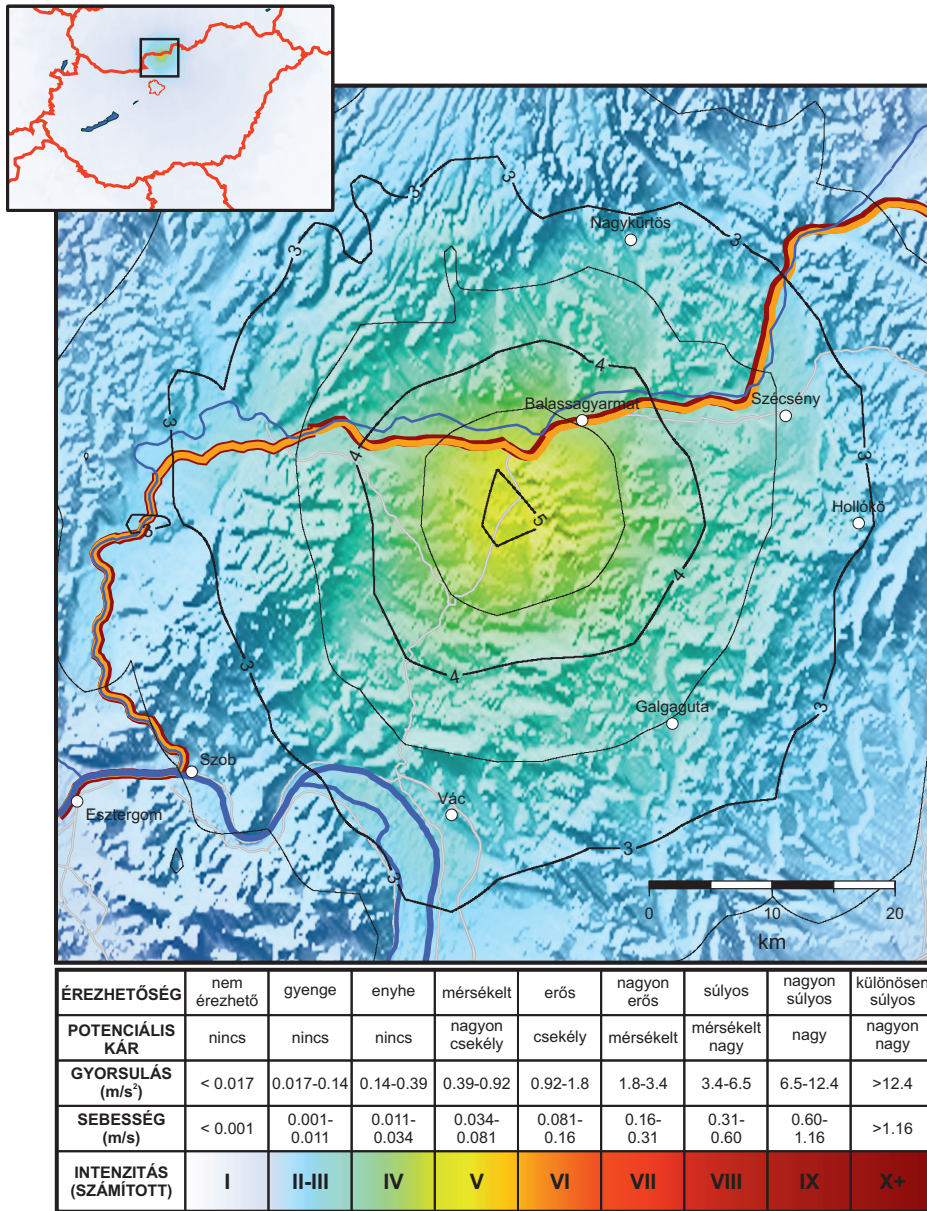 3
3
3
Nagykürtös
3
4
Balassagyarmat
Szécsény
3
4
3
5
Hollókő
3
4
3
4
Galgaguta
3
Szob
Esztergom
Vác
3
3
0 10 20
km
ÉREZHETŐSÉG nem érezhető gyenge enyhe mérsékelt erős nagyon erős súlyos nagyon súlyos különösen súlyos
POTENCIÁLIS KÁR nincs nincs nincs nagyon csekély csekély mérsékelt mérsékelt nagy nagy nagyon nagy
GYORSULÁS (m/s²) < 0.017 0.017-0.14 0.14-0.39 0.39-0.92 0.92-1.8 1.8-3.4 3.4-6.5 6.5-12.4 >12.4
SEBESSÉG (m/s) < 0.001 0.001-0.011 0.011-0.034 0.034-0.081 0.081-0.16 0.16-0.31 0.31-0.60 0.60-1.16 >1.16
INTENZITÁS (SZÁMÍTOTT) I II-III IV V VI VII VIII IX X+